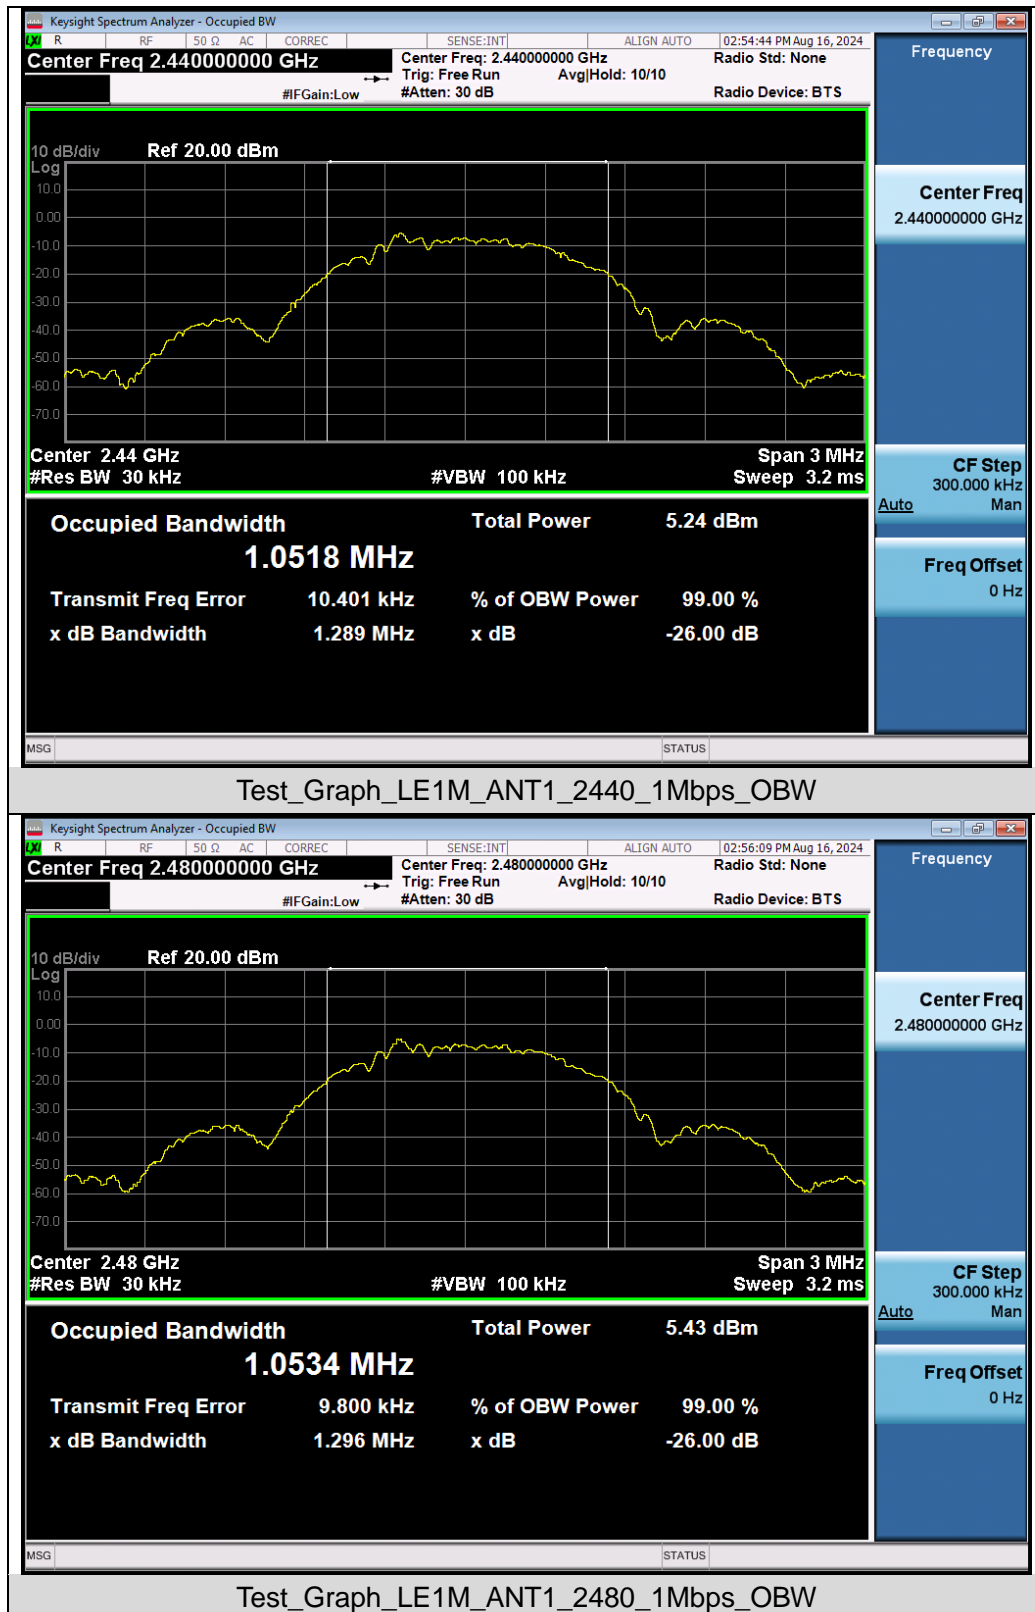 Keysight Spectrum Analyzer - Occupied BW
LXI R RF 50 Ω AC CORREC SENSE:INT ALIGN AUTO 02:54:44 PM Aug 16, 2024
Center Freq 2.440000000 GHz
Center Freq: 2.440000000 GHz Radio Std: None
Trig: Free Run Avg|Hold: 10/10
#IFGain:Low #Atten: 30 dB Radio Device: BTS
Frequency
10 dB/div Ref 20.00 dBm
Log
10.0
0.00
-10.0
-20.0
-30.0
-40.0
-50.0
-60.0
-70.0
Center Freq
2.440000000 GHz
Center 2.44 GHz Span 3 MHz
#Res BW 30 kHz #VBW 100 kHz Sweep 3.2 ms
CF Step
300.000 kHz
Auto Man
Occupied Bandwidth Total Power 5.24 dBm
1.0518 MHz
Transmit Freq Error 10.401 kHz % of OBW Power 99.00 %
x dB Bandwidth 1.289 MHz x dB -26.00 dB
Freq Offset
0 Hz
MSG STATUS
Test_Graph_LE1M_ANT1_2440_1Mbps_OBW
Keysight Spectrum Analyzer - Occupied BW
LXI R RF 50 Ω AC CORREC SENSE:INT ALIGN AUTO 02:56:09 PM Aug 16, 2024
Center Freq 2.480000000 GHz
Center Freq: 2.480000000 GHz Radio Std: None
Trig: Free Run Avg|Hold: 10/10
#IFGain:Low #Atten: 30 dB Radio Device: BTS
Frequency
10 dB/div Ref 20.00 dBm
Log
10.0
0.00
-10.0
-20.0
-30.0
-40.0
-50.0
-60.0
-70.0
Center Freq
2.480000000 GHz
Center 2.48 GHz Span 3 MHz
#Res BW 30 kHz #VBW 100 kHz Sweep 3.2 ms
CF Step
300.000 kHz
Auto Man
Occupied Bandwidth Total Power 5.43 dBm
1.0534 MHz
Transmit Freq Error 9.800 kHz % of OBW Power 99.00 %
x dB Bandwidth 1.296 MHz x dB -26.00 dB
Freq Offset
0 Hz
MSG STATUS
Test_Graph_LE1M_ANT1_2480_1Mbps_OBW